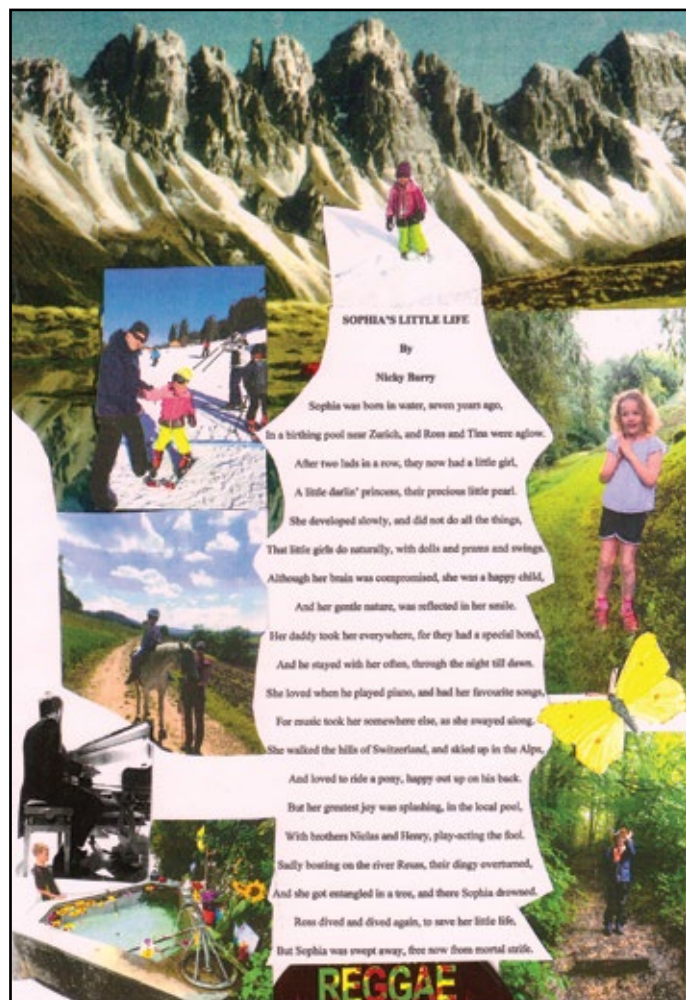 SOPHIA'S LITTLE LIFE
By
Nicky Barry
Sophia was born in water, seven years ago,
In a birthing pool near Zurich, and Ross and Tina were aglow.
After two lads in a row, they now had a little girl,
A little darlin' princess, their precious little pearl.
She developed slowly, and did not do all the things,
That little girls do naturally, with dolls and prams and swings.
Although her brain was compromised, she was a happy child,
And her gentle nature, was reflected in her smile.
Her daddy took her everywhere, for they had a special bond,
And he stayed with her often, through the night till dawn.
She loved when he played piano, and had her favourite songs,
For music took her somewhere else, as she swayed along.
She walked the hills of Switzerland, and skied up in the Alps,
And loved to ride a pony, happy out up on his back.
But her greatest joy was splashing, in the local pool,
With brothers Niclas and Henry, play-acting the fool.
Sadly boating on the river Reuss, their dingy overturned,
And she got entangled in a tree, and there Sophia drowned.
Ross dived and dived again, to save her little life,
But Sophia was swept away, free now from mortal strife.
REGGAE